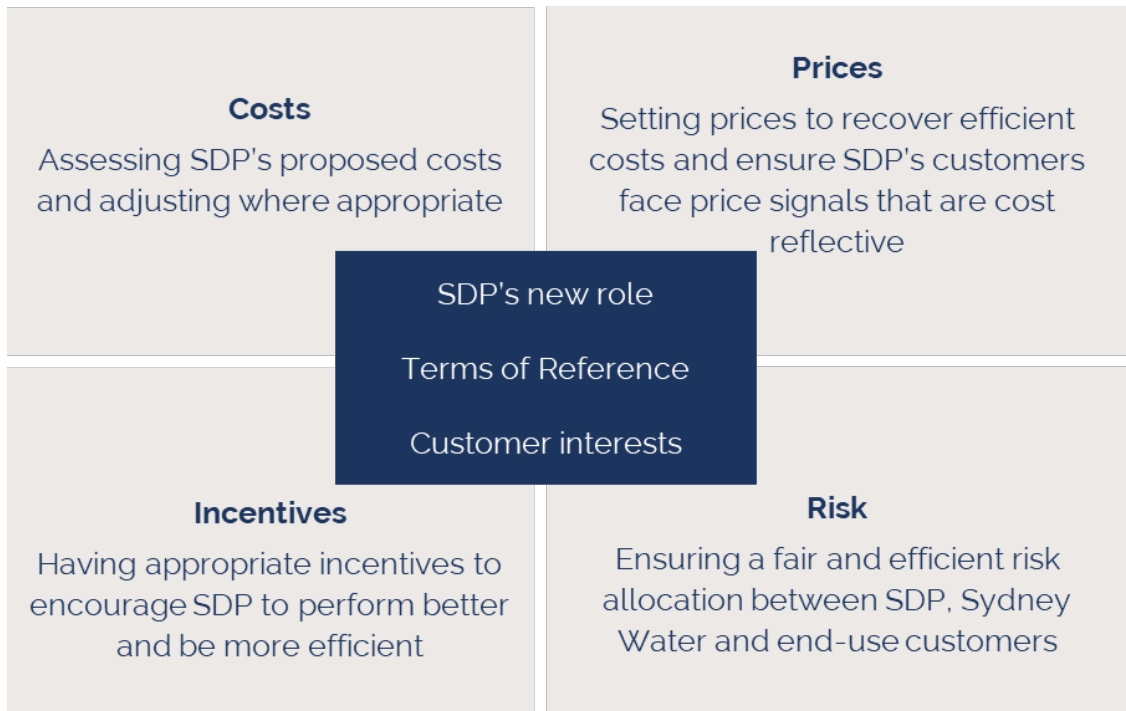 Costs
Assessing SDP's proposed costs
and adjusting where appropriate
Prices
Setting prices to recover efficient
costs and ensure SDP's customers
face price signals that are cost
reflective
SDP's new role
Terms of Reference
Customer interests
Incentives
Having appropriate incentives to
encourage SDP to perform better
and be more efficient
Risk
Ensuring a fair and efficient risk
allocation between SDP, Sydney
Water and end-use customers